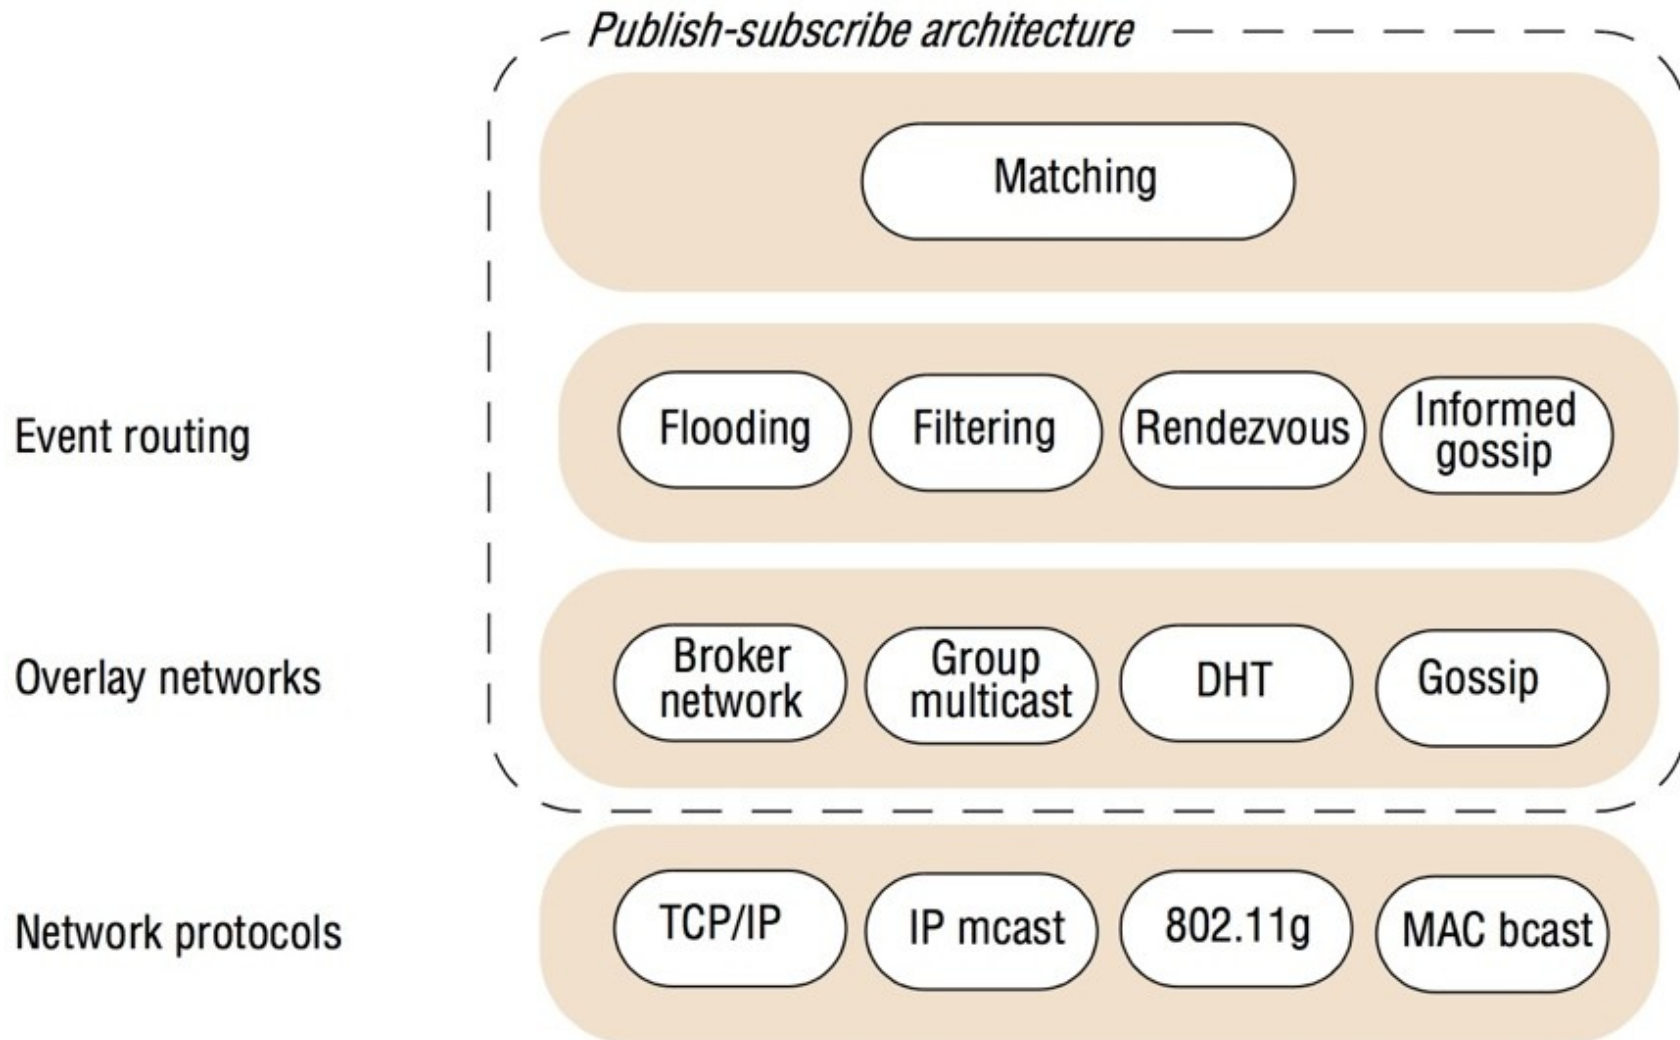 Publish-subscribe architecture
Matching
Event routing
Flooding
Filtering
Rendezvous
Informed
gossip
Overlay networks
Broker
network
Group
multicast
DHT
Gossip
Network protocols
TCP/IP
IP mcast
802.11g
MAC bcast